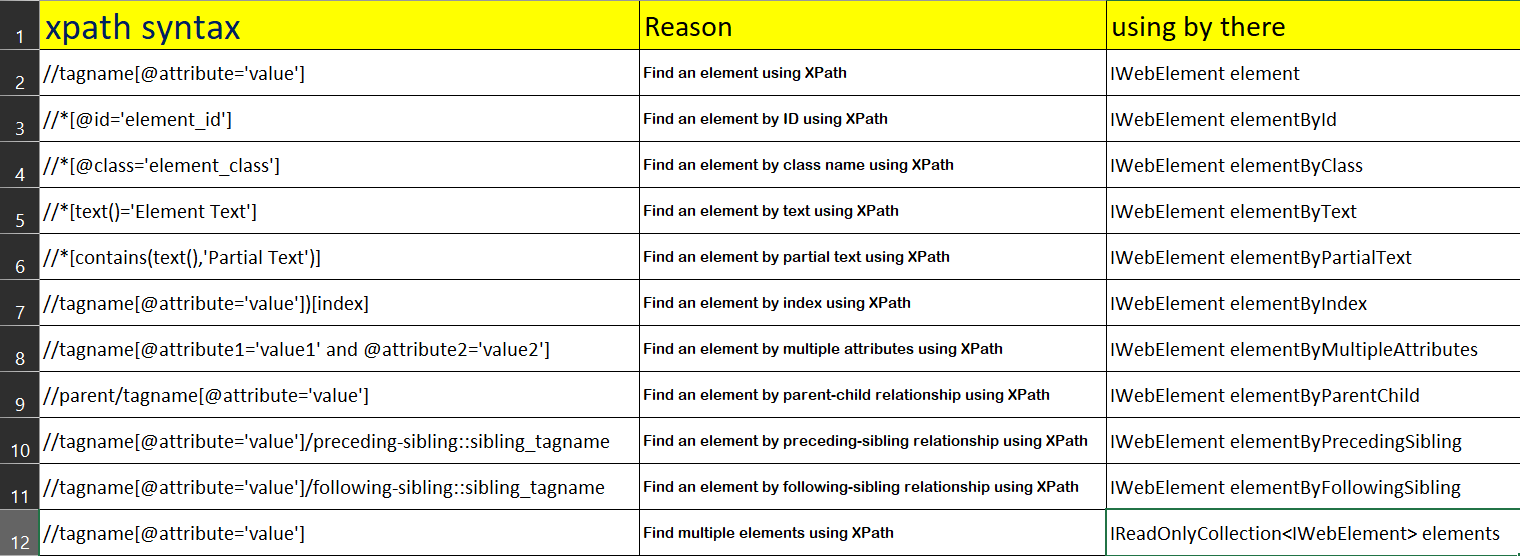 1 xpath syntax Reason using by there
2 //tagname[@attribute='value'] Find an element using XPath IWebElement element
3 //*[@id='element_id'] Find an element by ID using XPath IWebElement elementById
4 //*[@class='element_class'] Find an element by class name using XPath IWebElement elementByClass
5 //*[text()='Element Text'] Find an element by text using XPath IWebElement elementByText
6 //*[contains(text(),'Partial Text')] Find an element by partial text using XPath IWebElement elementByPartialText
7 //tagname[@attribute='value'])[index] Find an element by index using XPath IWebElement elementByIndex
8 //tagname[@attribute1='value1' and @attribute2='value2'] Find an element by multiple attributes using XPath IWebElement elementByMultipleAttributes
9 //parent/tagname[@attribute='value'] Find an element by parent-child relationship using XPath IWebElement elementByParentChild
10 //tagname[@attribute='value']/preceding-sibling::sibling_tagname Find an element by preceding-sibling relationship using XPath IWebElement elementByPrecedingSibling
11 //tagname[@attribute='value']/following-sibling::sibling_tagname Find an element by following-sibling relationship using XPath IWebElement elementByFollowingSibling
12 //tagname[@attribute='value'] Find multiple elements using XPath IReadOnlyCollection<IWebElement> elements